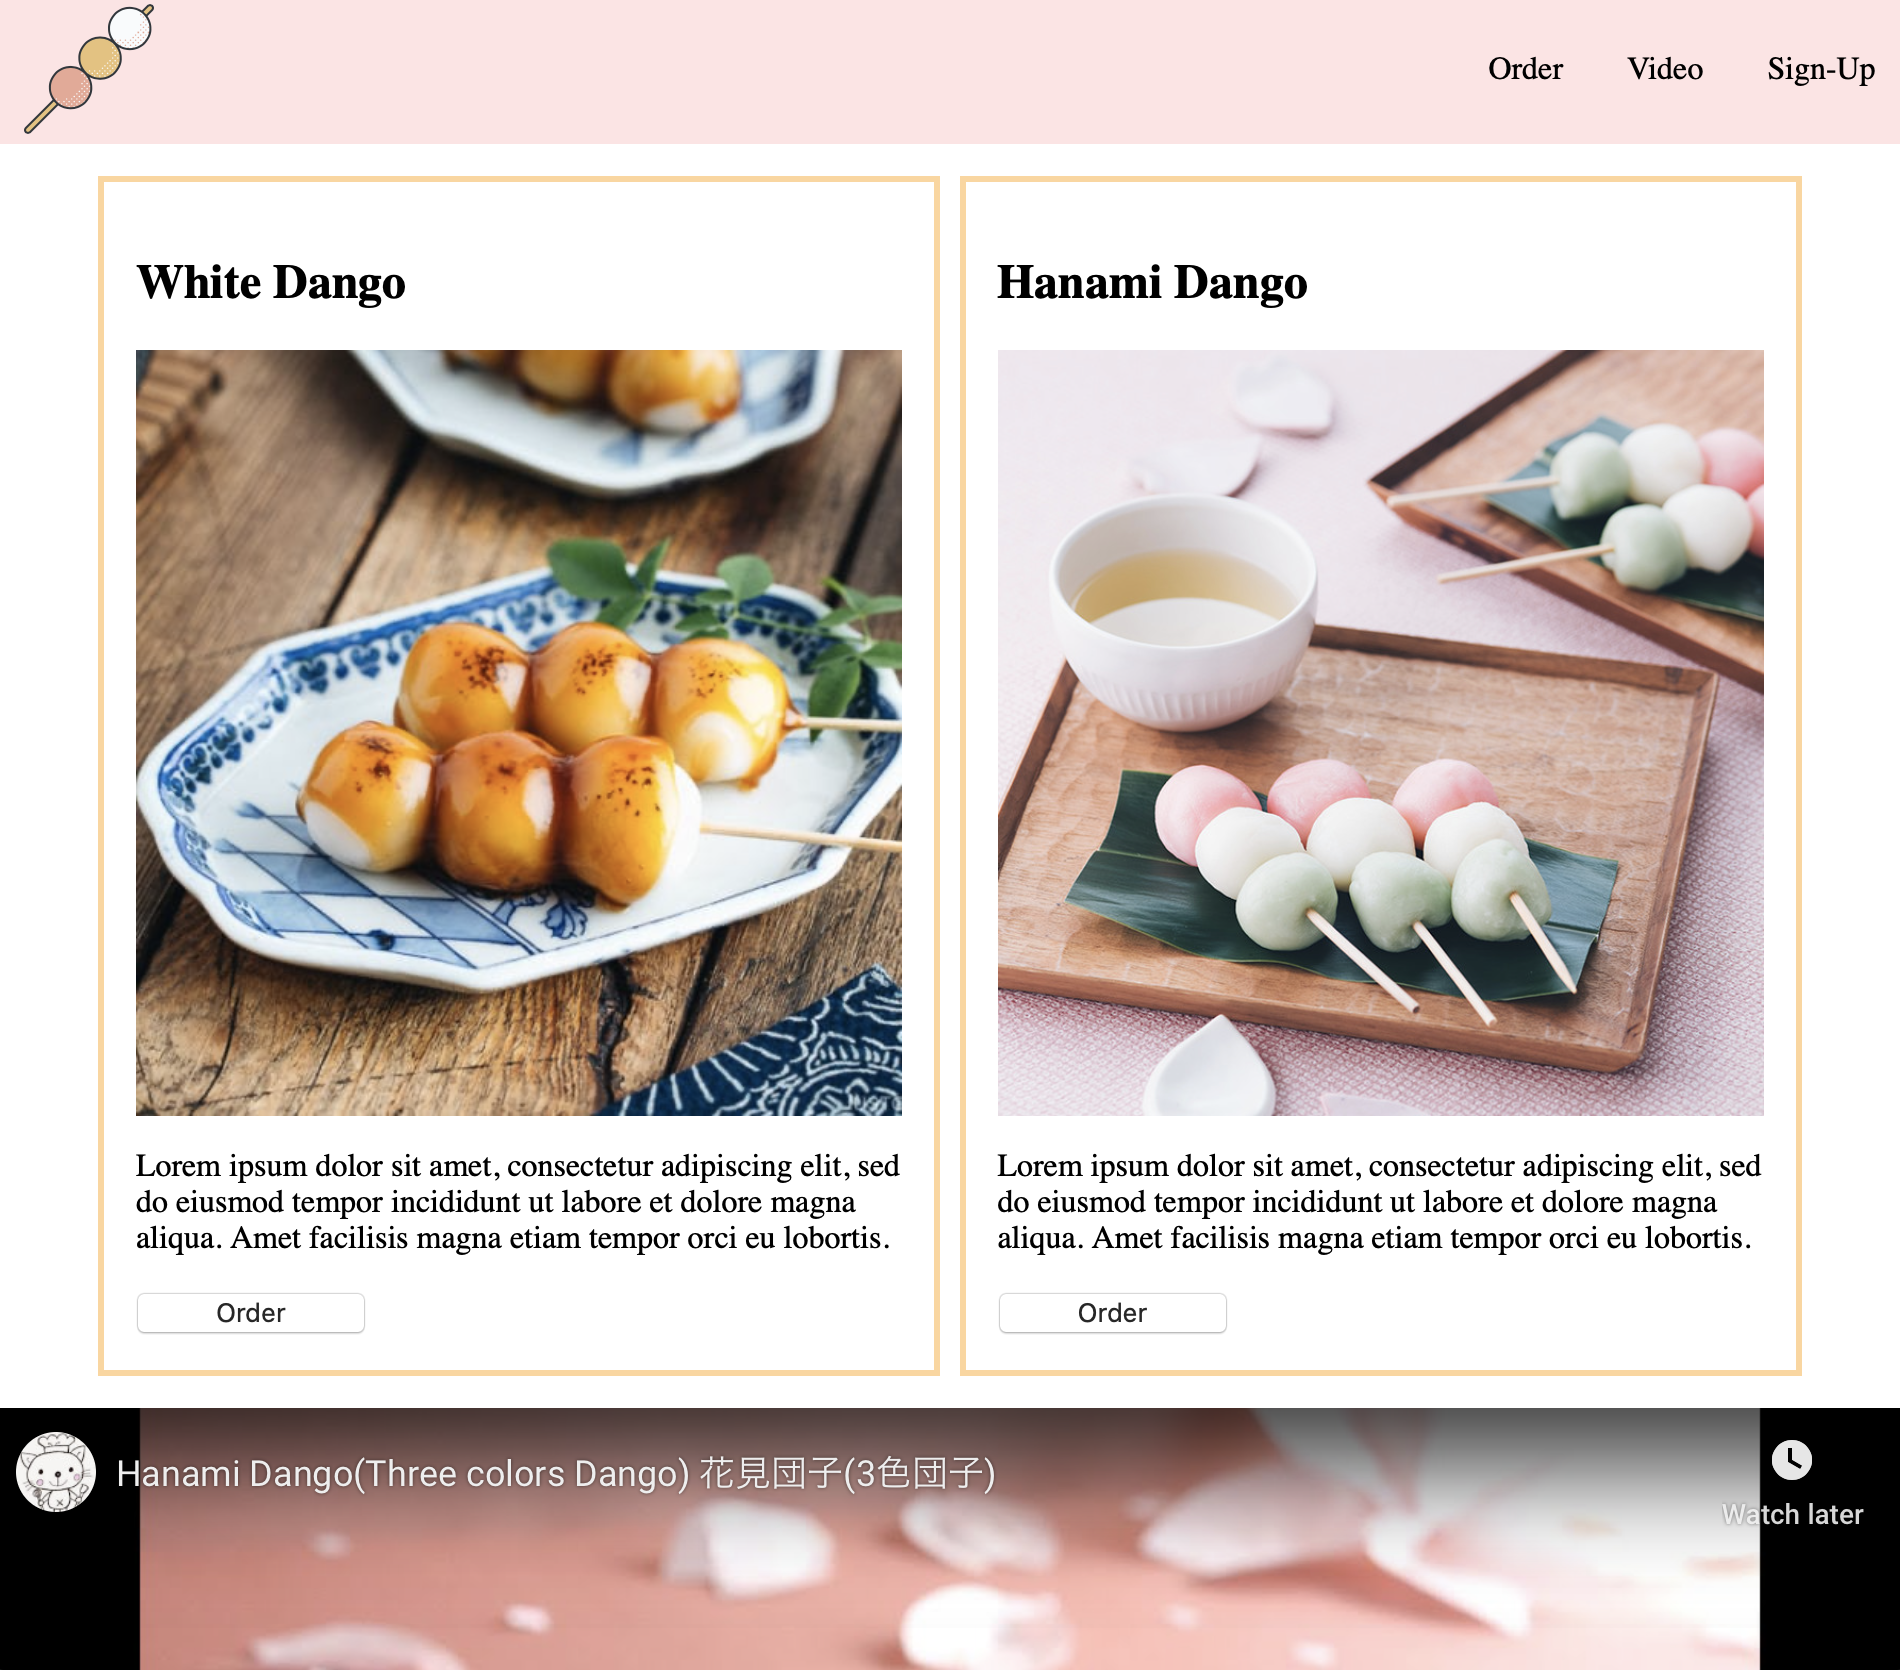 Order
Video
Sign-Up
White Dango
Hanami Dango
Lorem ipsum dolor sit amet, consectetur adipiscing elit, sed
do eiusmod tempor incididunt ut labore et dolore magna
aliqua. Amet facilisis magna etiam tempor orci eu lobortis.
Order
Lorem ipsum dolor sit amet, consectetur adipiscing elit, sed
do eiusmod tempor incididunt ut labore et dolore magna
aliqua. Amet facilisis magna etiam tempor orci eu lobortis.
Order
Hanami Dango(Three colors Dango) 花見団子(3色団子)
Watch later